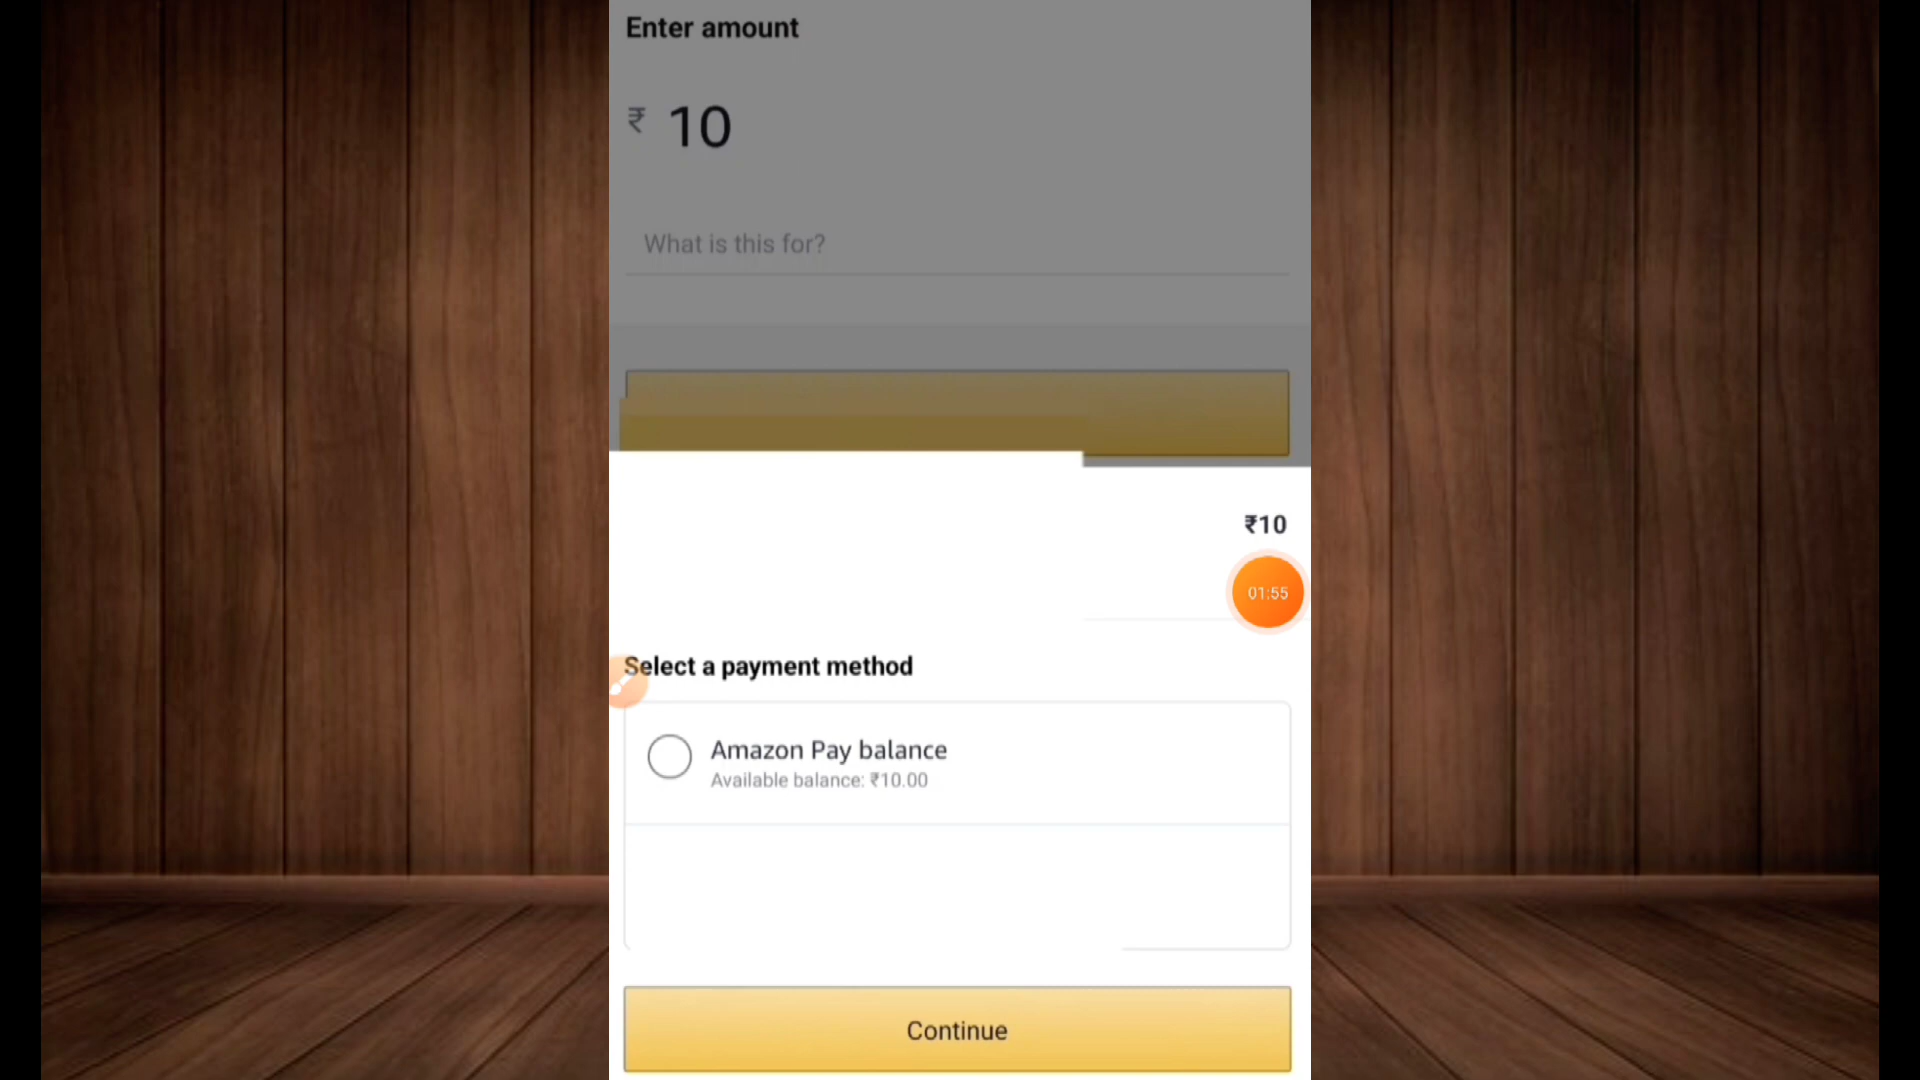 Enter amount
₹ 10
What is this for?
₹10
01:55
Select a payment method
Amazon Pay balance
Available balance: ₹10.00
Continue